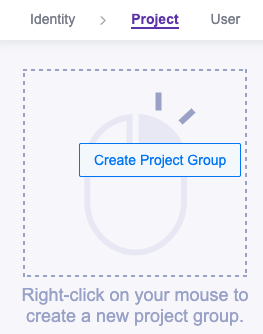 Identity > Project User
Create Project Group
Right-click on your mouse to
create a new project group.